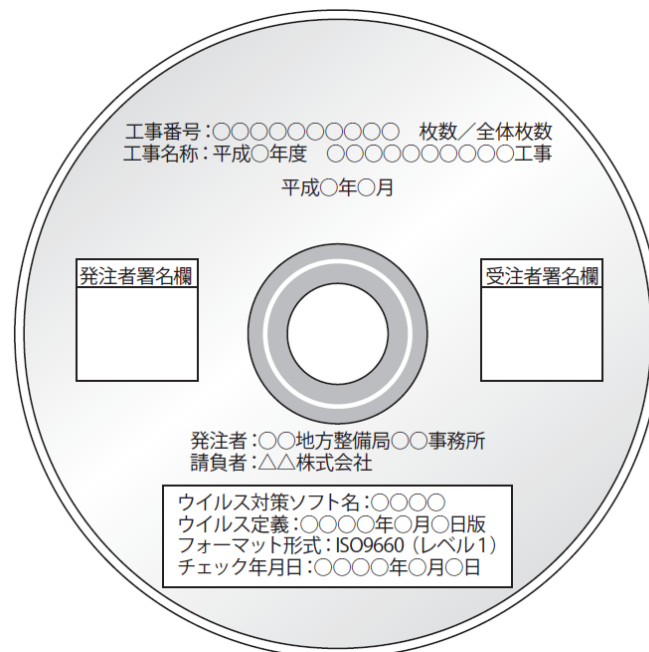 工事番号：○○○○○○○○○○　枚数／全体枚数
工事名称：平成○年度　○○○○○○○○○○工事
平成○年○月
発注者署名欄
受注者署名欄
発注者：○○地方整備局○○事務所
請負者：△△株式会社
ウイルス対策ソフト名：○○○○
ウイルス定義：○○○○年○月○日版
フォーマット形式：ISO9660（レベル1）
チェック年月日：○○○○年○月○日